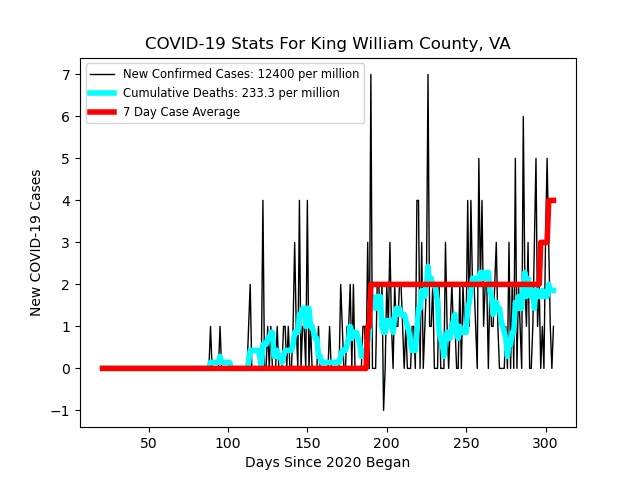 COVID-19 Stats For King William County, VA
New Confirmed Cases: 12400 per million
Cumulative Deaths: 233.3 per million
7 Day Case Average
7
6
5
4
3
2
1
0
−1
New COVID-19 Cases
50 100 150 200 250 300
Days Since 2020 Began